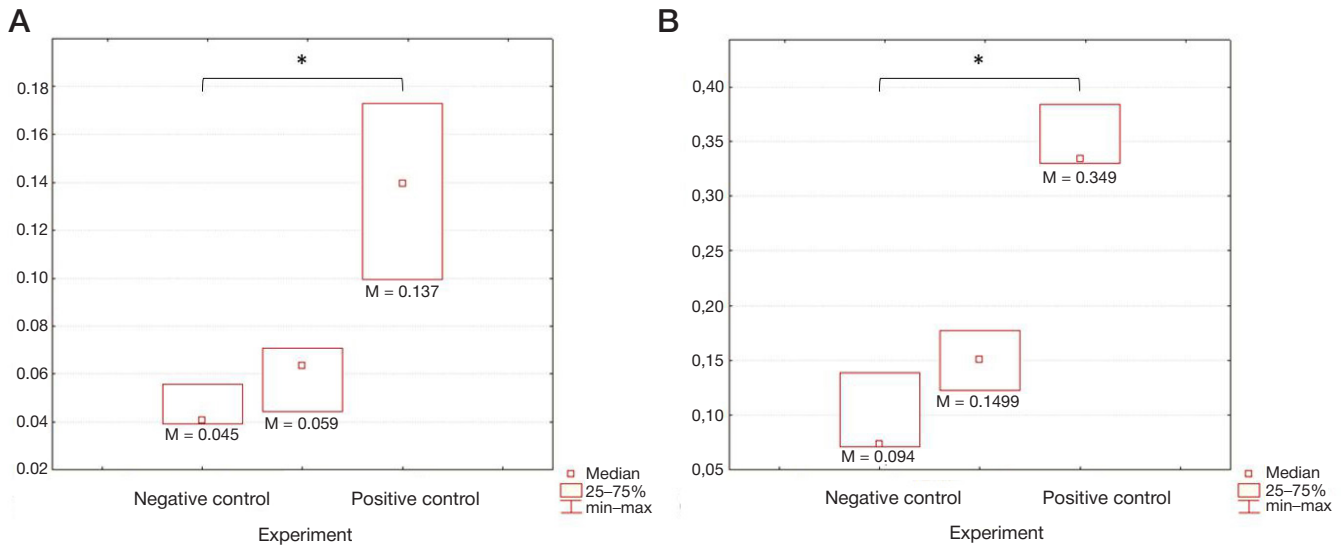 A
*
0.18
0.16
0.14
0.12
0.10
0.08
0.06
0.04
0.02
M = 0.045
M = 0.059
M = 0.137
Negative control
Positive control
Experiment
Median
25–75%
min–max
B
*
0,40
0,35
0,30
0,25
0,20
0,15
0,10
0,05
M = 0.094
M = 0.1499
M = 0.349
Negative control
Positive control
Experiment
Median
25–75%
min–max